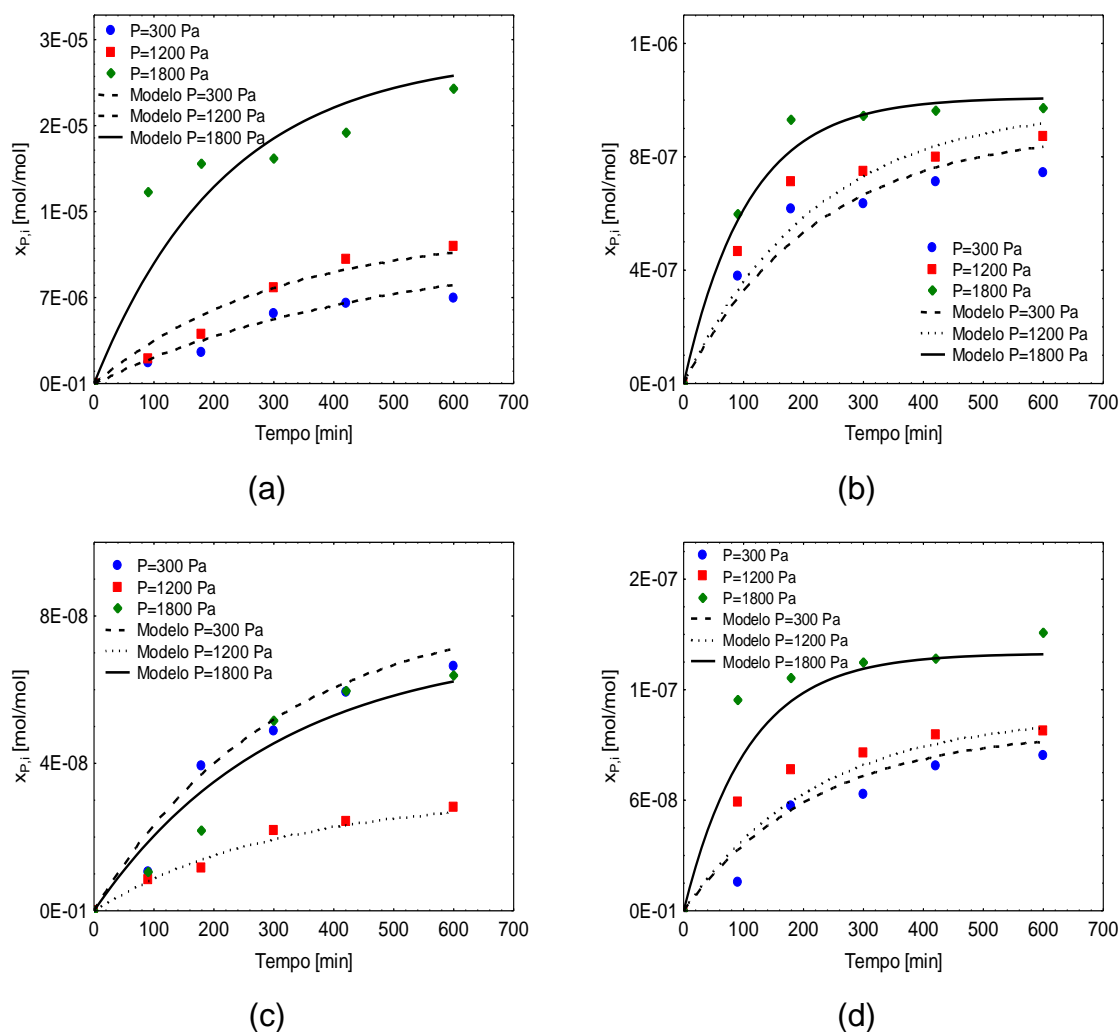 3E-05
2E-05
1E-05
7E-06
0E-01
P=300 Pa
P=1200 Pa
P=1800 Pa
Modelo P=300 Pa
Modelo P=1200 Pa
Modelo P=1800 Pa
xP,i [mol/mol]
0 100 200 300 400 500 600 700
Tempo [min]
(a)
1E-06
8E-07
4E-07
0E-01
P=300 Pa
P=1200 Pa
P=1800 Pa
Modelo P=300 Pa
Modelo P=1200 Pa
Modelo P=1800 Pa
xP,i [mol/mol]
0 100 200 300 400 500 600 700
Tempo [min]
(b)
8E-08
4E-08
0E-01
P=300 Pa
P=1200 Pa
P=1800 Pa
Modelo P=300 Pa
Modelo P=1200 Pa
Modelo P=1800 Pa
xP,i [mol/mol]
0 100 200 300 400 500 600 700
Tempo [min]
(c)
2E-07
1E-07
6E-08
0E-01
P=300 Pa
P=1200 Pa
P=1800 Pa
Modelo P=300 Pa
Modelo P=1200 Pa
Modelo P=1800 Pa
xP,i [mol/mol]
0 100 200 300 400 500 600 700
Tempo [min]
(d)